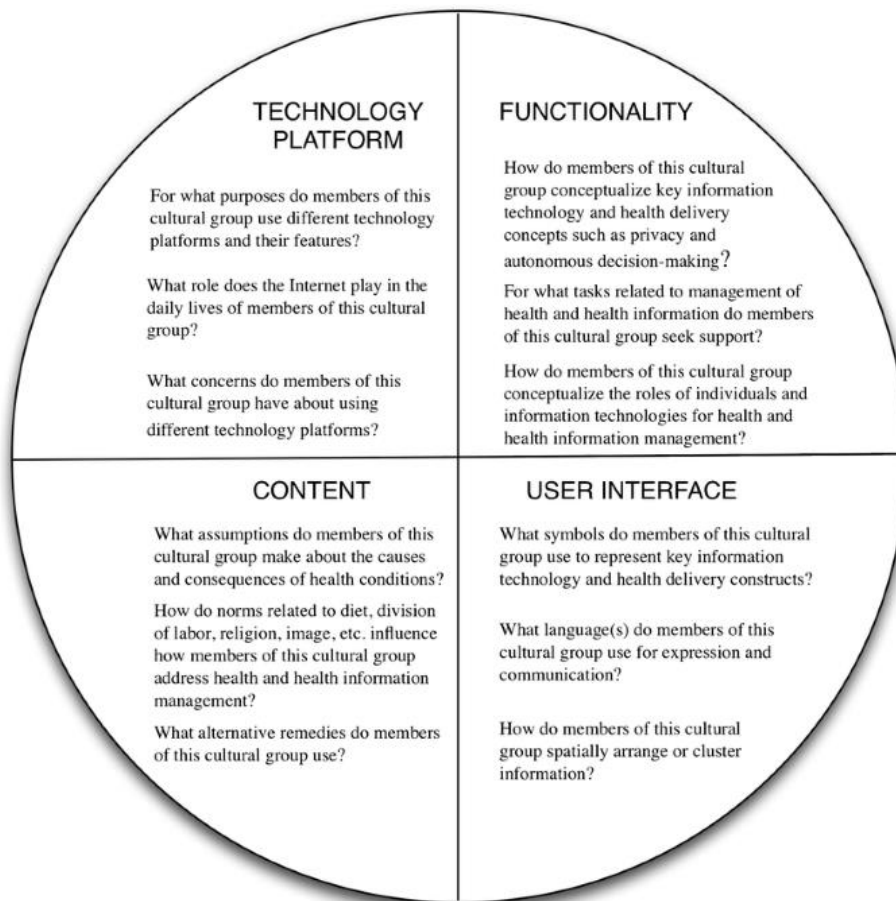 TECHNOLOGY
PLATFORM
For what purposes do members of this
cultural group use different technology
platforms and their features?
What role does the Internet play in the
daily lives of members of this cultural
group?
What concerns do members of this
cultural group have about using
different technology platforms?
FUNCTIONALITY
How do members of this cultural
group conceptualize key information
technology and health delivery
concepts such as privacy and
autonomous decision-making?
For what tasks related to management of
health and health information do members
of this cultural group seek support?
How do members of this cultural group
conceptualize the roles of individuals and
information technologies for health and
health information management?
CONTENT
What assumptions do members of this
cultural group make about the causes
and consequences of health conditions?
How do norms related to diet, division
of labor, religion, image, etc. influence
how members of this cultural group
address health and health information
management?
What alternative remedies do members
of this cultural group use?
USER INTERFACE
What symbols do members of this cultural
group use to represent key information
technology and health delivery constructs?
What language(s) do members of this
cultural group use for expression and
communication?
How do members of this cultural
group spatially arrange or cluster
information?